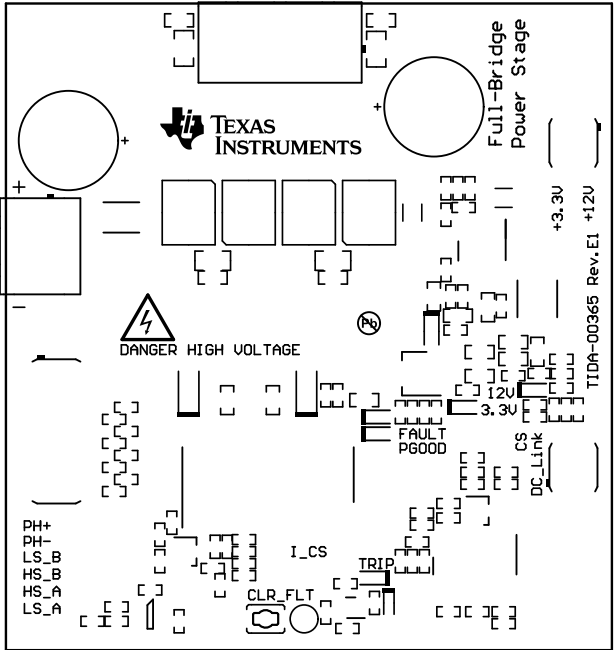 Full-Bridge
Power Stage
TEXAS
INSTRUMENTS
+
+
+
−
+3.3V +12V
TIDA-00365 Rev.E1
Pb
DANGER HIGH VOLTAGE
12V
3.3V
FAULT
PGOOD
CS
DC_Link
PH+
PH-
LS_B
HS_B
HS_A
LS_A
I_CS
TRIP
CLR_FLT